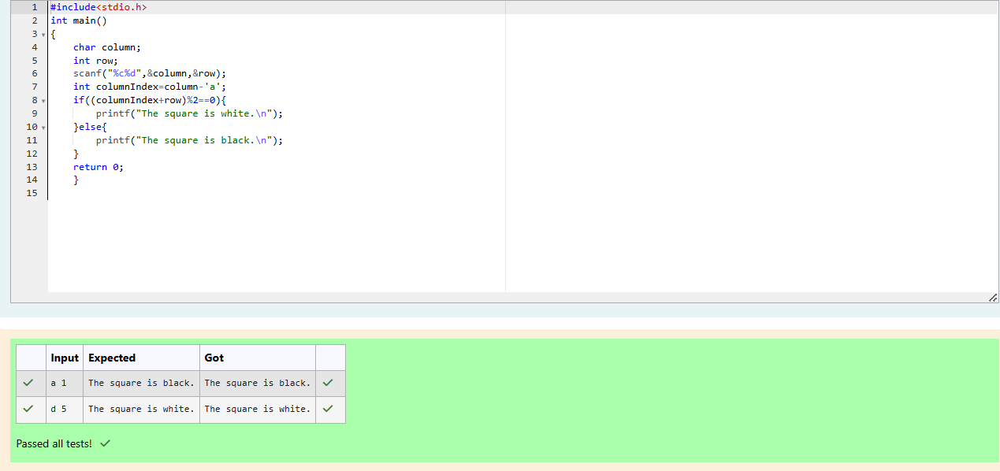 1 #include<stdio.h>
2 int main()
3 {
4     char column;
5     int row;
6     scanf("%c%d",&column,&row);
7     int columnIndex=column-'a';
8     if((columnIndex+row)%2==0){
9         printf("The square is white.\n");
10     }else{
11         printf("The square is black.\n");
12     }
13     return 0;
14     }
15
Input Expected Got
a 1 The square is black. The square is black.
d 5 The square is white. The square is white.
Passed all tests!